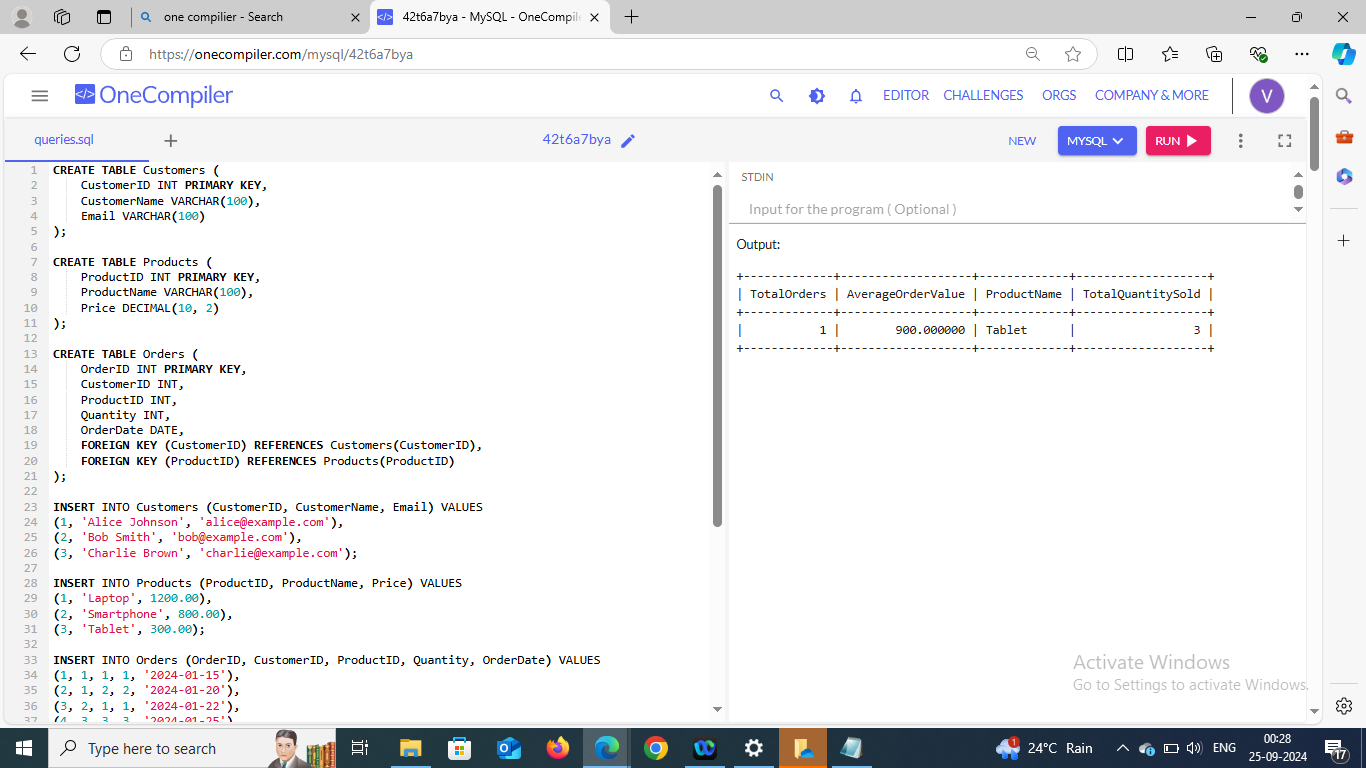 one compilier - Search
42t6a7bya - MySQL - OneCompile
https://onecompiler.com/mysql/42t6a7bya
</> OneCompiler
EDITOR CHALLENGES ORGS COMPANY & MORE V
queries.sql
42t6a7bya
NEW MYSQL RUN
1 CREATE TABLE Customers (
2 CustomerID INT PRIMARY KEY,
3 CustomerName VARCHAR(100),
4 Email VARCHAR(100)
5 );
6
7 CREATE TABLE Products (
8 ProductID INT PRIMARY KEY,
9 ProductName VARCHAR(100),
10 Price DECIMAL(10, 2)
11 );
12
13 CREATE TABLE Orders (
14 OrderID INT PRIMARY KEY,
15 CustomerID INT,
16 ProductID INT,
17 Quantity INT,
18 OrderDate DATE,
19 FOREIGN KEY (CustomerID) REFERENCES Customers(CustomerID),
20 FOREIGN KEY (ProductID) REFERENCES Products(ProductID)
21 );
22
23 INSERT INTO Customers (CustomerID, CustomerName, Email) VALUES
24 (1, 'Alice Johnson', 'alice@example.com'),
25 (2, 'Bob Smith', 'bob@example.com'),
26 (3, 'Charlie Brown', 'charlie@example.com');
27
28 INSERT INTO Products (ProductID, ProductName, Price) VALUES
29 (1, 'Laptop', 1200.00),
30 (2, 'Smartphone', 800.00),
31 (3, 'Tablet', 300.00);
32
33 INSERT INTO Orders (OrderID, CustomerID, ProductID, Quantity, OrderDate) VALUES
34 (1, 1, 1, 1, '2024-01-15'),
35 (2, 1, 2, 2, '2024-01-20'),
36 (3, 2, 1, 1, '2024-01-22'),
37 (4, 3, 3, 3, '2024-01-25')
STDIN
Input for the program ( Optional )
Output:
+-------------+-------------------+-------------+-------------------+
| TotalOrders | AverageOrderValue | ProductName | TotalQuantitySold |
+-------------+-------------------+-------------+-------------------+
| 1 | 900.000000 | Tablet | 3 |
+-------------+-------------------+-------------+-------------------+
Activate Windows
Go to Settings to activate Windows.
Type here to search
1
24°C Rain
ENG
00:28
25-09-2024
17